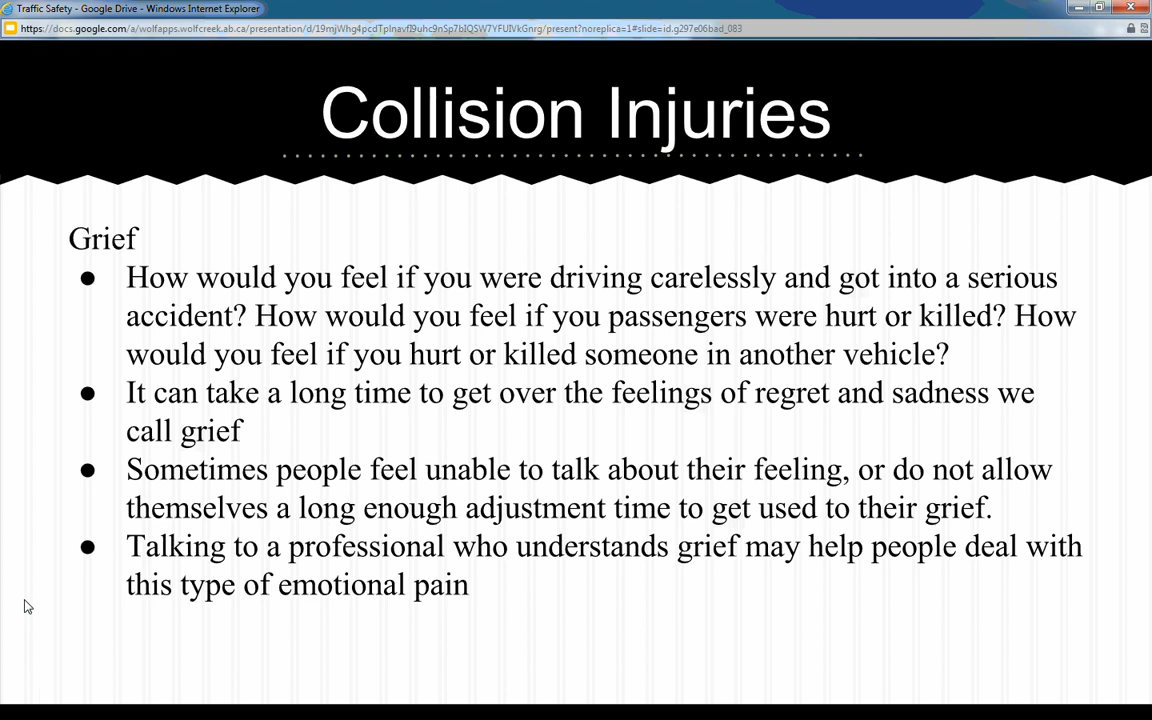 Traffic Safety - Google Drive - Windows Internet Explorer
Collision Injuries
Grief
● How would you feel if you were driving carelessly and got into a serious
accident? How would you feel if you passengers were hurt or killed? How
would you feel if you hurt or killed someone in another vehicle?
● It can take a long time to get over the feelings of regret and sadness we
call grief
● Sometimes people feel unable to talk about their feeling, or do not allow
themselves a long enough adjustment time to get used to their grief.
● Talking to a professional who understands grief may help people deal with
this type of emotional pain